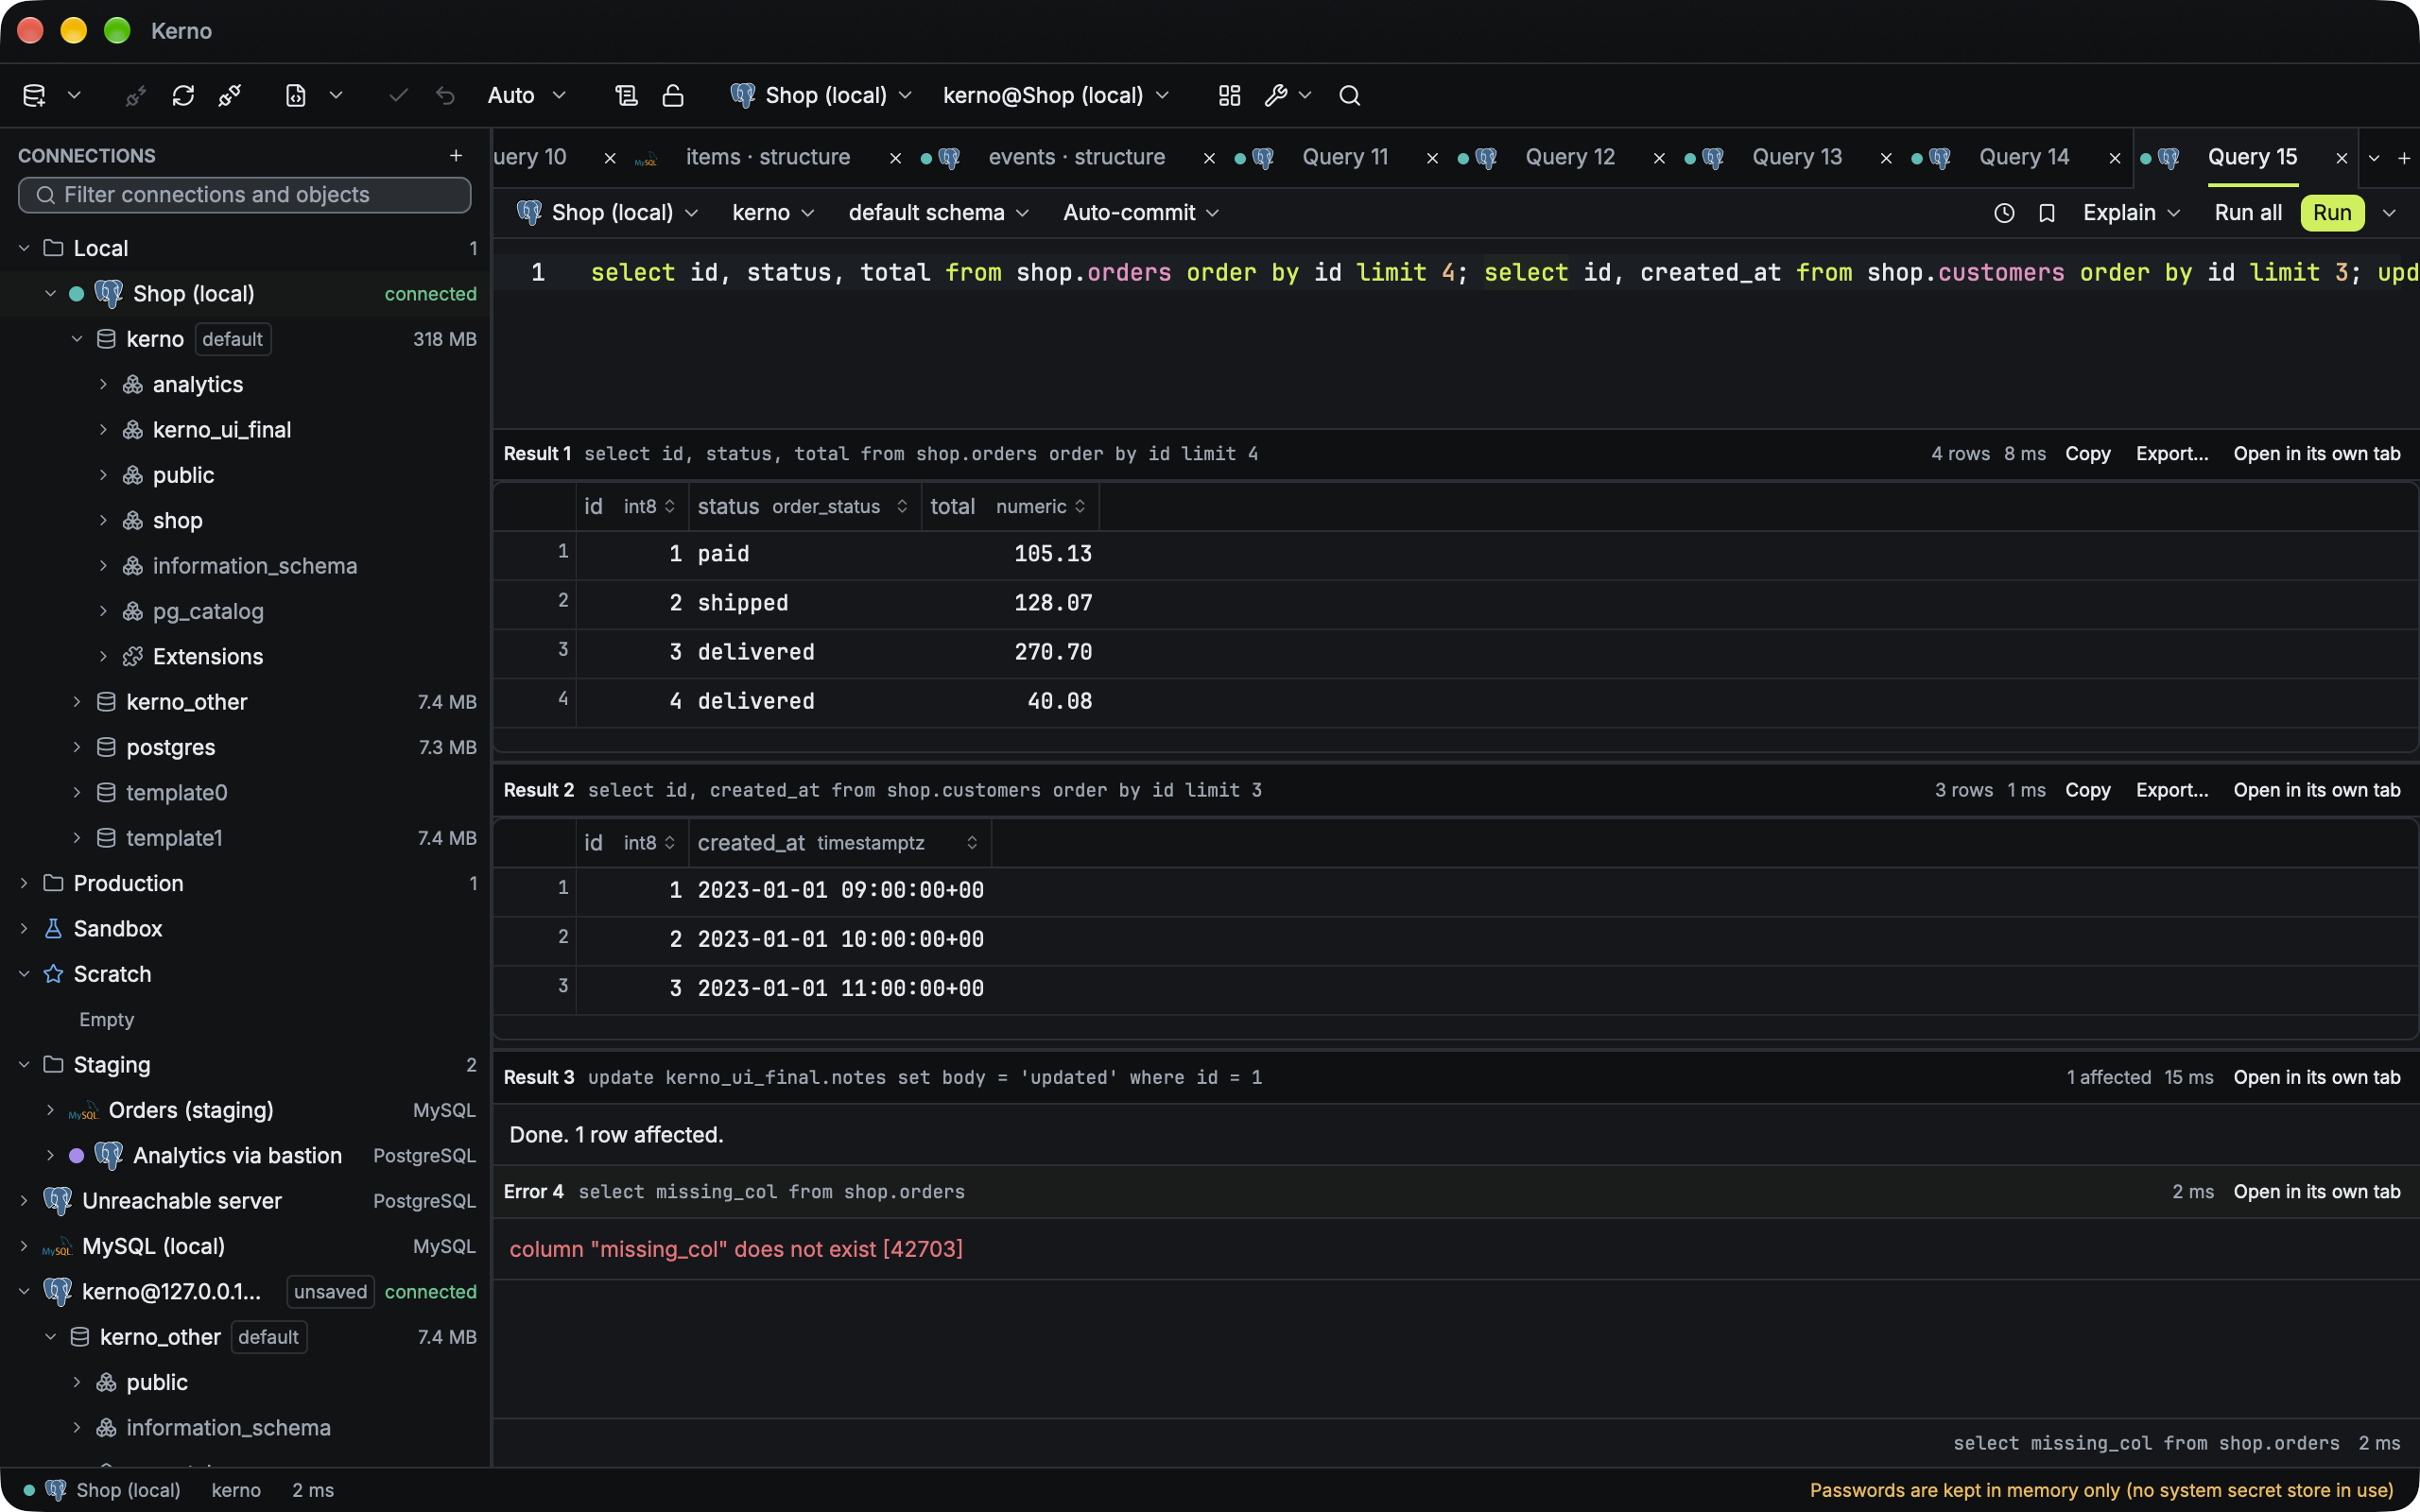 Kerno
Auto
Shop (local)
kerno@Shop (local)
CONNECTIONS
Filter connections and objects
Local 1
Shop (local) connected
kerno default 318 MB
analytics
kerno_ui_final
public
shop
information_schema
pg_catalog
Extensions
kerno_other 7.4 MB
postgres 7.3 MB
template0
template1 7.4 MB
Production 1
Sandbox
Scratch
Empty
Staging 2
MySQL Orders (staging) MySQL
Analytics via bastion PostgreSQL
Unreachable server PostgreSQL
MySQL MySQL (local) MySQL
kerno@127.0.0.1... unsaved connected
kerno_other default 7.4 MB
public
information_schema
uery 10
MySQL items · structure
events · structure
Query 11
Query 12
Query 13
Query 14
Query 15
Shop (local) kerno default schema Auto-commit Explain Run all Run
1 select id, status, total from shop.orders order by id limit 4; select id, created_at from shop.customers order by id limit 3; upd
Result 1 select id, status, total from shop.orders order by id limit 4 4 rows 8 ms Copy Export... Open in its own tab
id int8 status order_status total numeric
1 1 paid 105.13
2 2 shipped 128.07
3 3 delivered 270.70
4 4 delivered 40.08
Result 2 select id, created_at from shop.customers order by id limit 3 3 rows 1 ms Copy Export... Open in its own tab
id int8 created_at timestamptz
1 1 2023-01-01 09:00:00+00
2 2 2023-01-01 10:00:00+00
3 3 2023-01-01 11:00:00+00
Result 3 update kerno_ui_final.notes set body = 'updated' where id = 1 1 affected 15 ms Open in its own tab
Done. 1 row affected.
Error 4 select missing_col from shop.orders 2 ms Open in its own tab
column "missing_col" does not exist [42703]
select missing_col from shop.orders 2 ms
Shop (local) kerno 2 ms
Passwords are kept in memory only (no system secret store in use)